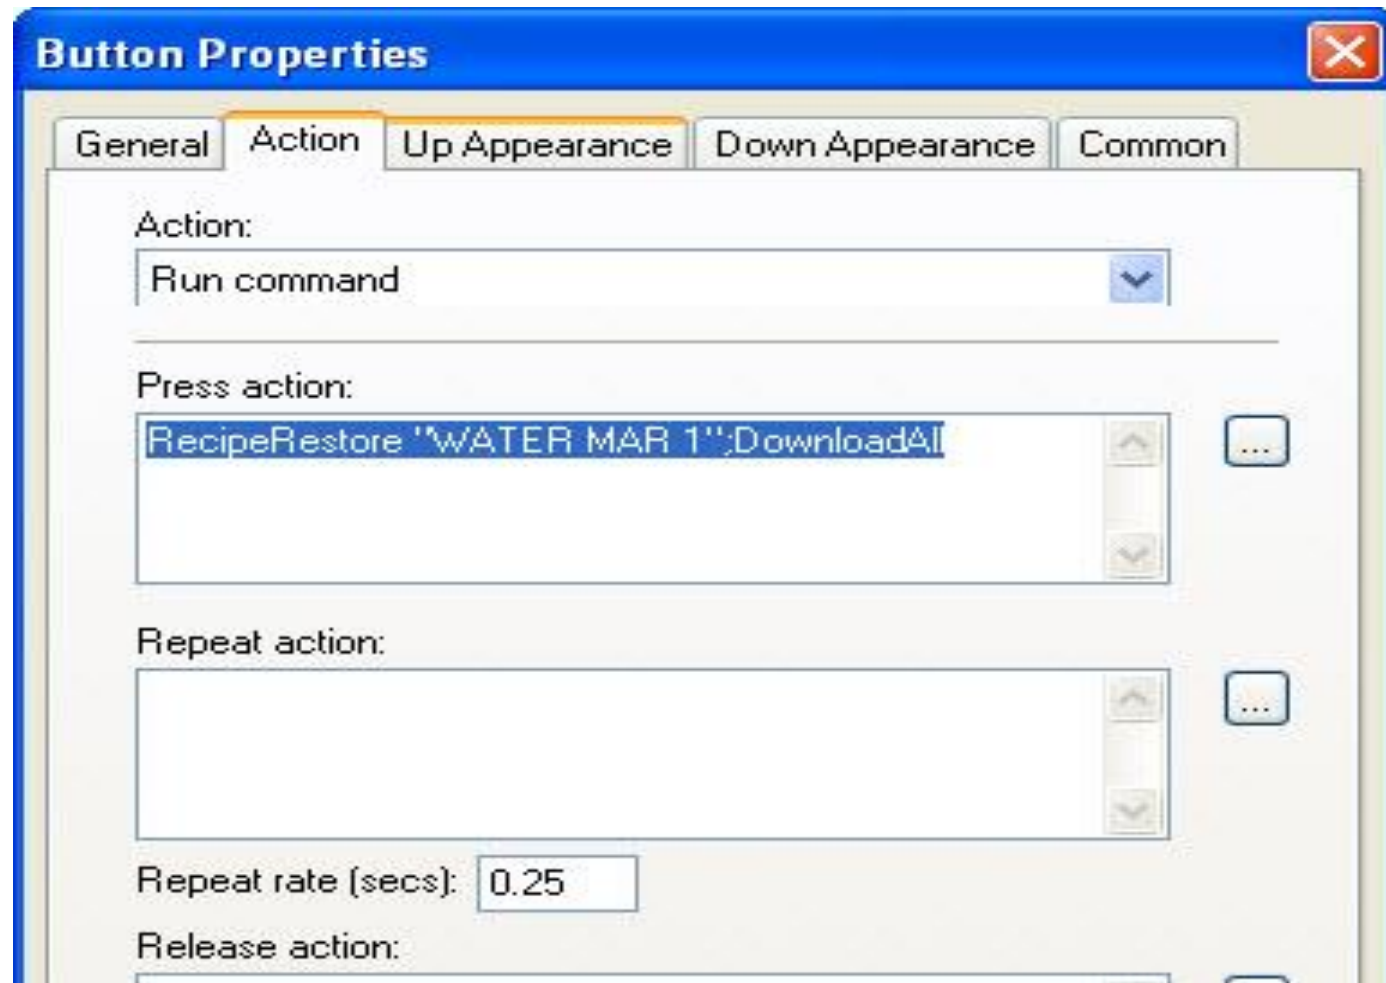 Button Properties
General Action Up Appearance Down Appearance Common
Action:
Run command
Press action:
RecipeRestore "WATER MAR 1";DownloadAll
...
Repeat action:
...
Repeat rate (secs): 0.25
Release action: